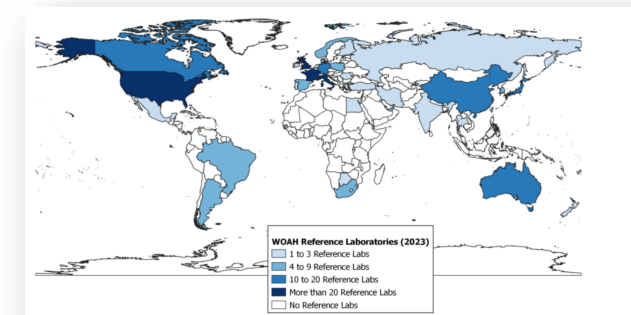 WOAH Reference Laboratories (2023)
1 to 3 Reference Labs
4 to 9 Reference Labs
10 to 20 Reference Labs
More than 20 Reference Labs
No Reference Labs